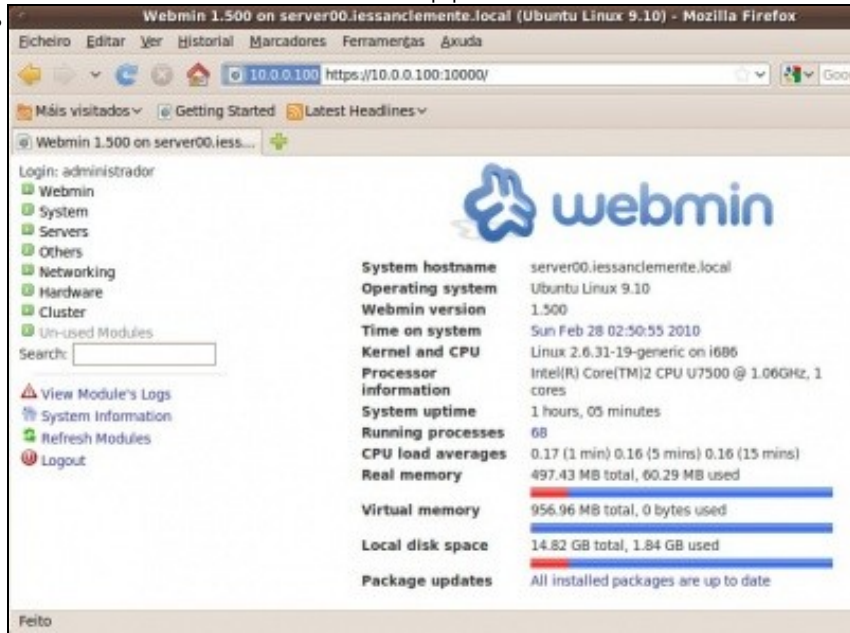 Webmin 1.500 on server00.iessanclemente.local (Ubuntu Linux 9.10) - Mozilla Firefox
Eicheiro Editar Ver Historial Marcadores Ferramentas Axuda
10.0.0.100 https://10.0.0.100:10000/
Máis visitados Getting Started Latest Headlines
Webmin 1.500 on server00.iess...
Login: administrador
Webmin
System
Servers
Others
Networking
Hardware
Cluster
Un-used Modules
Search:
View Module's Logs
System Information
Refresh Modules
Logout
webmin
System hostname server00.iessanclemente.local
Operating system Ubuntu Linux 9.10
Webmin version 1.500
Time on system Sun Feb 28 02:50:55 2010
Kernel and CPU Linux 2.6.31-19-generic on i686
Processor information Intel(R) Core(TM)2 CPU U7500 @ 1.06GHz, 1
cores
System uptime 1 hours, 05 minutes
Running processes 68
CPU load averages 0.17 (1 min) 0.16 (5 mins) 0.16 (15 mins)
Real memory 497.43 MB total, 60.29 MB used
Virtual memory 956.96 MB total, 0 bytes used
Local disk space 14.82 GB total, 1.84 GB used
Package updates All installed packages are up to date
Feito